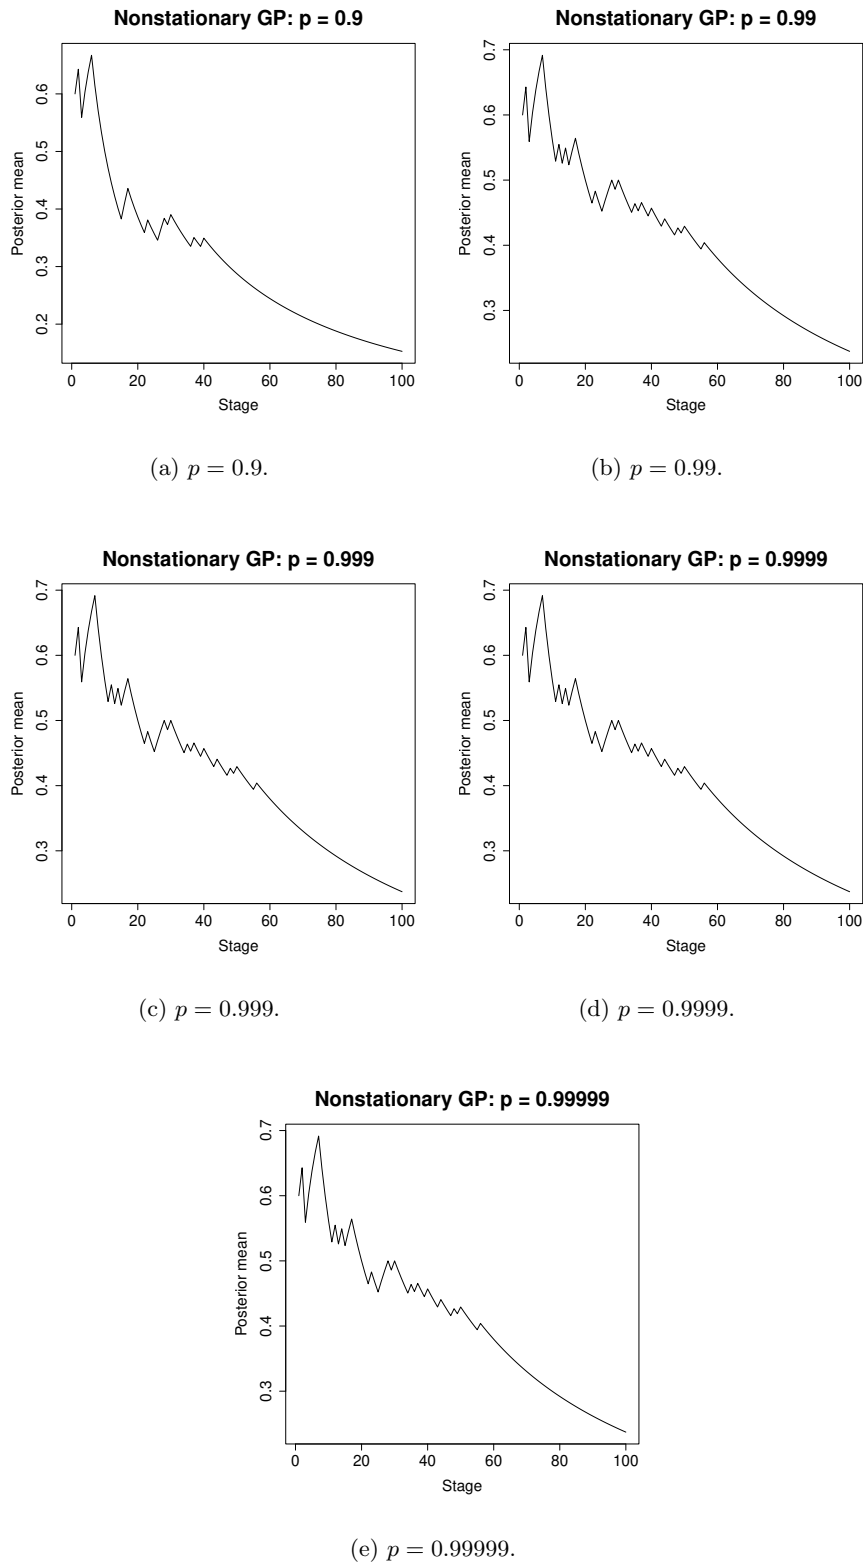 Nonstationary GP: p = 0.9
Posterior mean
0.2 0.3 0.4 0.5 0.6
0 20 40 60 80 100
Stage
(a) p = 0.9.
Nonstationary GP: p = 0.99
Posterior mean
0.3 0.4 0.5 0.6 0.7
0 20 40 60 80 100
Stage
(b) p = 0.99.
Nonstationary GP: p = 0.999
Posterior mean
0.3 0.4 0.5 0.6 0.7
0 20 40 60 80 100
Stage
(c) p = 0.999.
Nonstationary GP: p = 0.9999
Posterior mean
0.3 0.4 0.5 0.6 0.7
0 20 40 60 80 100
Stage
(d) p = 0.9999.
Nonstationary GP: p = 0.99999
Posterior mean
0.3 0.4 0.5 0.6 0.7
0 20 40 60 80 100
Stage
(e) p = 0.99999.